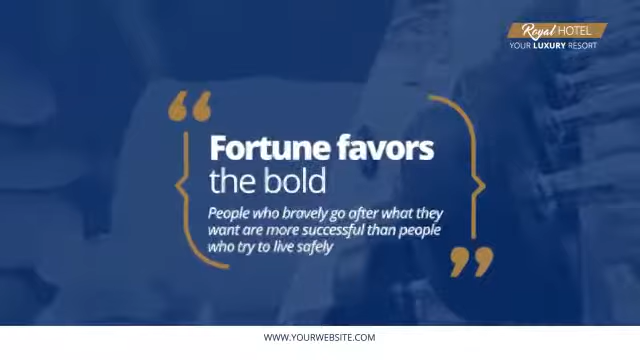 Royal HOTEL
YOUR LUXURY RESORT
Fortune favors
the bold
People who bravely go after what they
want are more successful than people
who try to live safely
WWW.YOURWEBSITE.COM